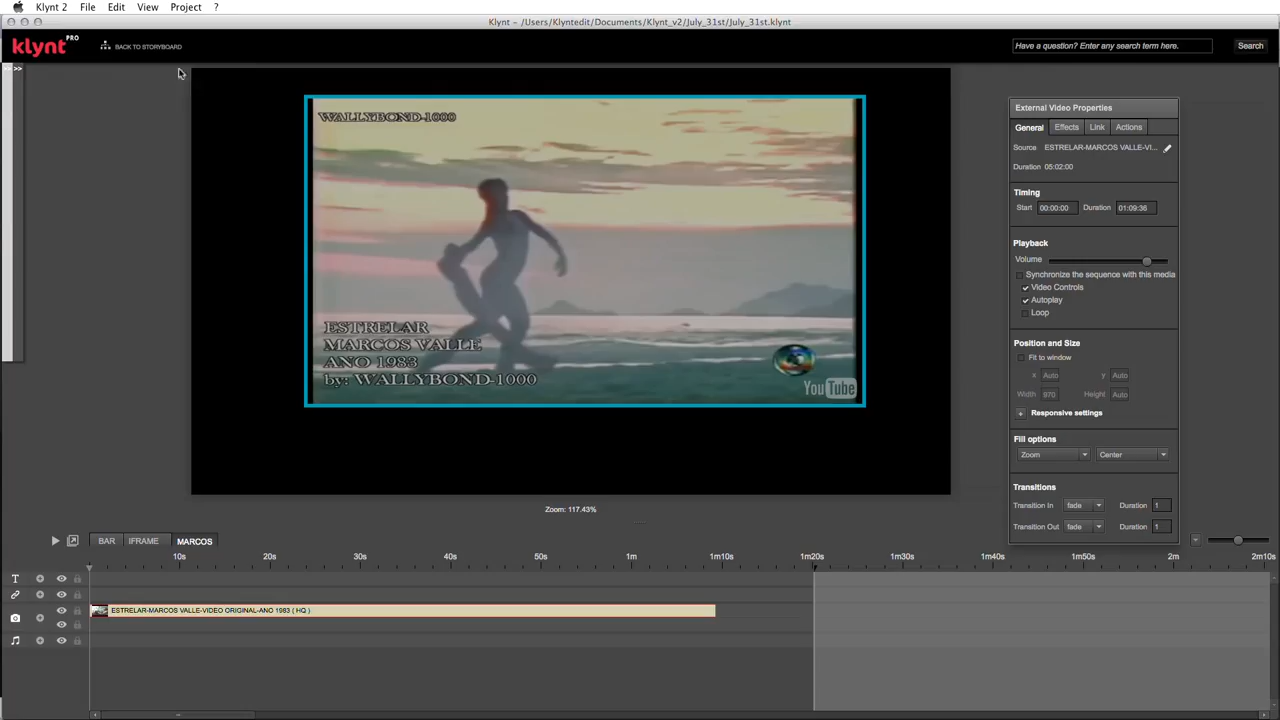 Klynt 2 File Edit View Project ?
Klynt – /Users/Klyntedit/Documents/Klynt_v2/July_31st/July_31st.klynt
klynt PRO BACK TO STORYBOARD Have a question? Enter any search term here. Search
>> >>
WALLYBOND-1000
ESTRELAR
MARCOS VALLE
ANO 1983
by: WALLYBOND-1000
YouTube
External Video Properties
General Effects Link Actions
Source ESTRELAR-MARCOS VALLE-VI...
Duration 05:02:00
Timing
Start 00:00:00 Duration 01:09:36
Playback
Volume
Synchronize the sequence with this media
Video Controls
Autoplay
Loop
Position and Size
Fit to window
x Auto y Auto
Width 970 Height Auto
+ Responsive settings
Fill options
Zoom Center
Transitions
Transition In fade Duration 1
Transition Out fade Duration 1
Zoom: 117.43%
BAR IFRAME MARCOS
10s 20s 30s 40s 50s 1m 1m10s 1m20s 1m30s 1m40s 1m50s 2m 2m10s
T
ESTRELAR-MARCOS VALLE-VIDEO ORIGINAL-ANO 1983 ( HQ )